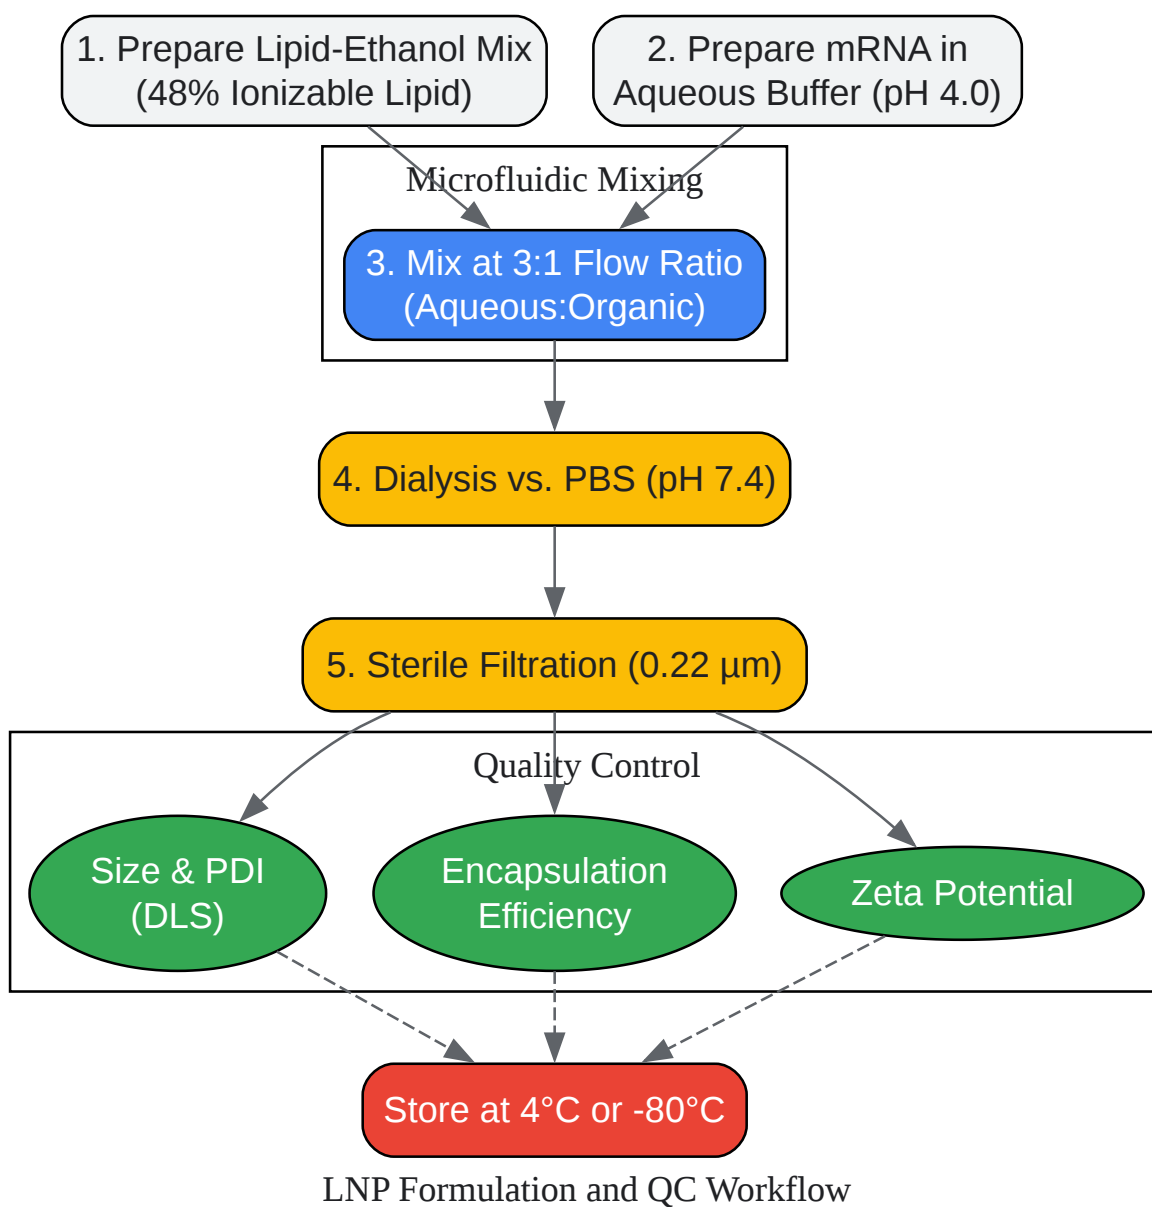 1. Prepare Lipid-Ethanol Mix
(48% Ionizable Lipid)
2. Prepare mRNA in
Aqueous Buffer (pH 4.0)
Microfluidic Mixing
3. Mix at 3:1 Flow Ratio
(Aqueous:Organic)
4. Dialysis vs. PBS (pH 7.4)
5. Sterile Filtration (0.22 µm)
Quality Control
Size & PDI
(DLS)
Encapsulation
Efficiency
Zeta Potential
Store at 4°C or -80°C
LNP Formulation and QC Workflow